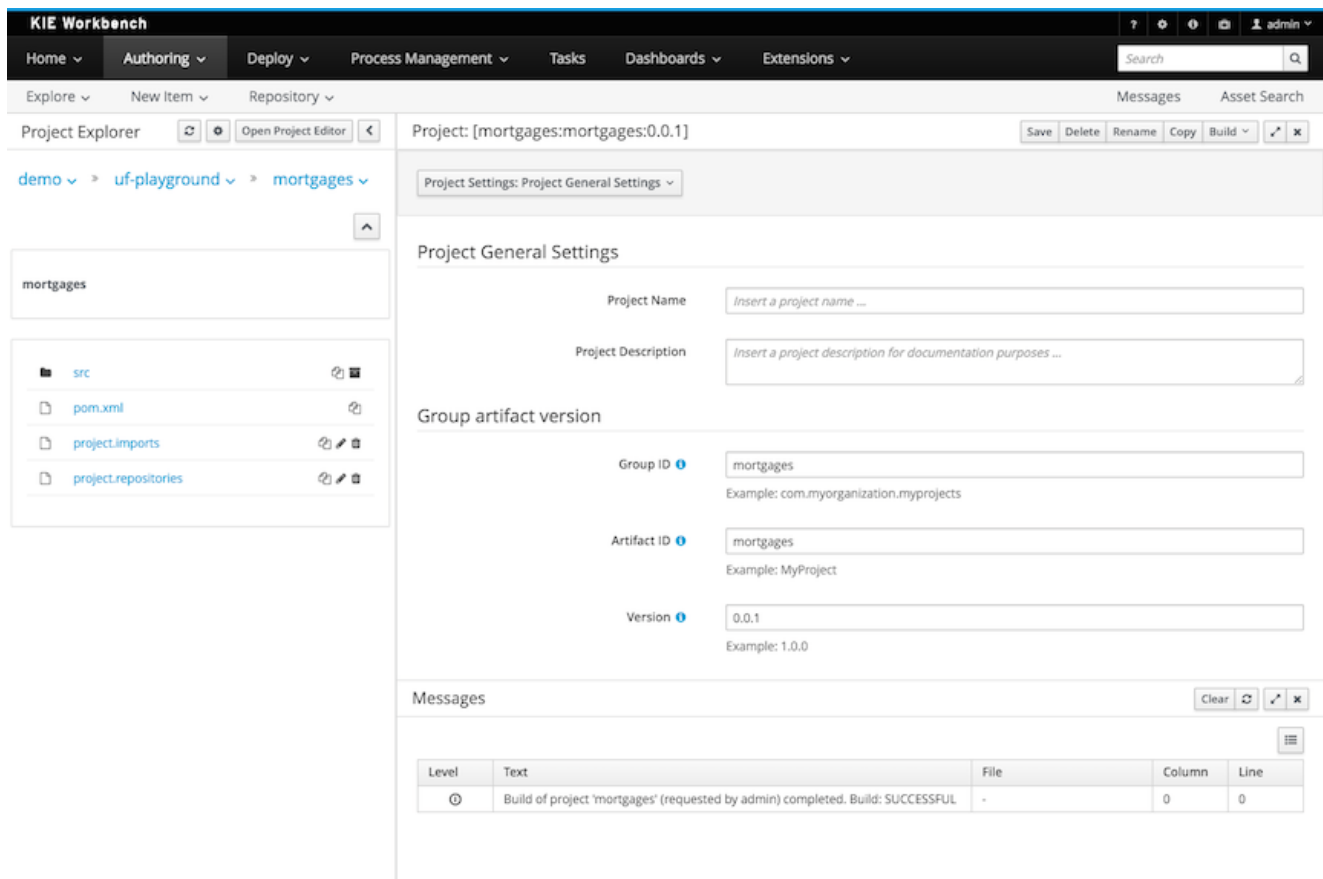 KIE Workbench
? admin
Home Authoring Deploy Process Management Tasks Dashboards Extensions Search
Explore New Item Repository Messages Asset Search
Project Explorer Open Project Editor
demo » uf-playground » mortgages
mortgages
src
pom.xml
project.imports
project.repositories
Project: [mortgages:mortgages:0.0.1] Save Delete Rename Copy Build
Project Settings: Project General Settings
Project General Settings
Project Name Insert a project name ...
Project Description Insert a project description for documentation purposes ...
Group artifact version
Group ID mortgages
Example: com.myorganization.myprojects
Artifact ID mortgages
Example: MyProject
Version 0.0.1
Example: 1.0.0
Messages Clear
Level Text File Column Line
Build of project 'mortgages' (requested by admin) completed. Build: SUCCESSFUL - 0 0